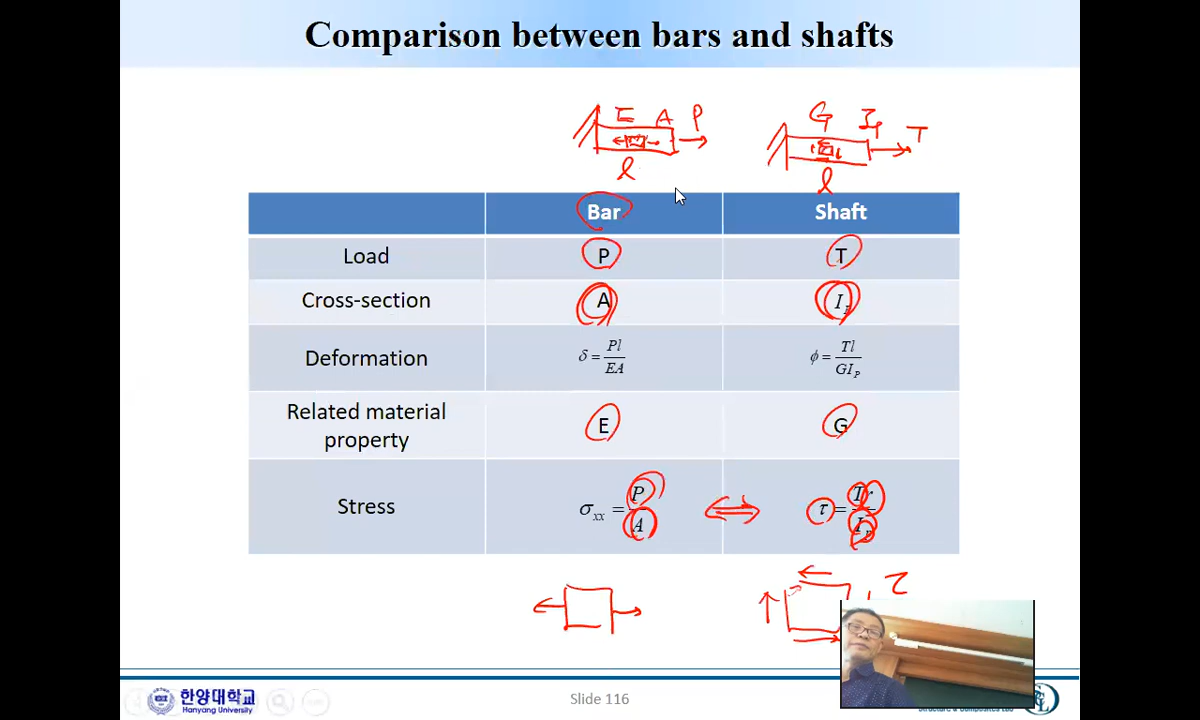 Comparison between bars and shafts
E A P
l
G Ip T
l
Bar Shaft
Load P T
Cross-section A I_P
Deformation δ = Pl/EA ϕ = Tl/GI_P
Related material property E G
Stress σ_xx = P/A ⇔ τ = Tr/I_P
τ
한양대학교
Hanyang University
Slide 116